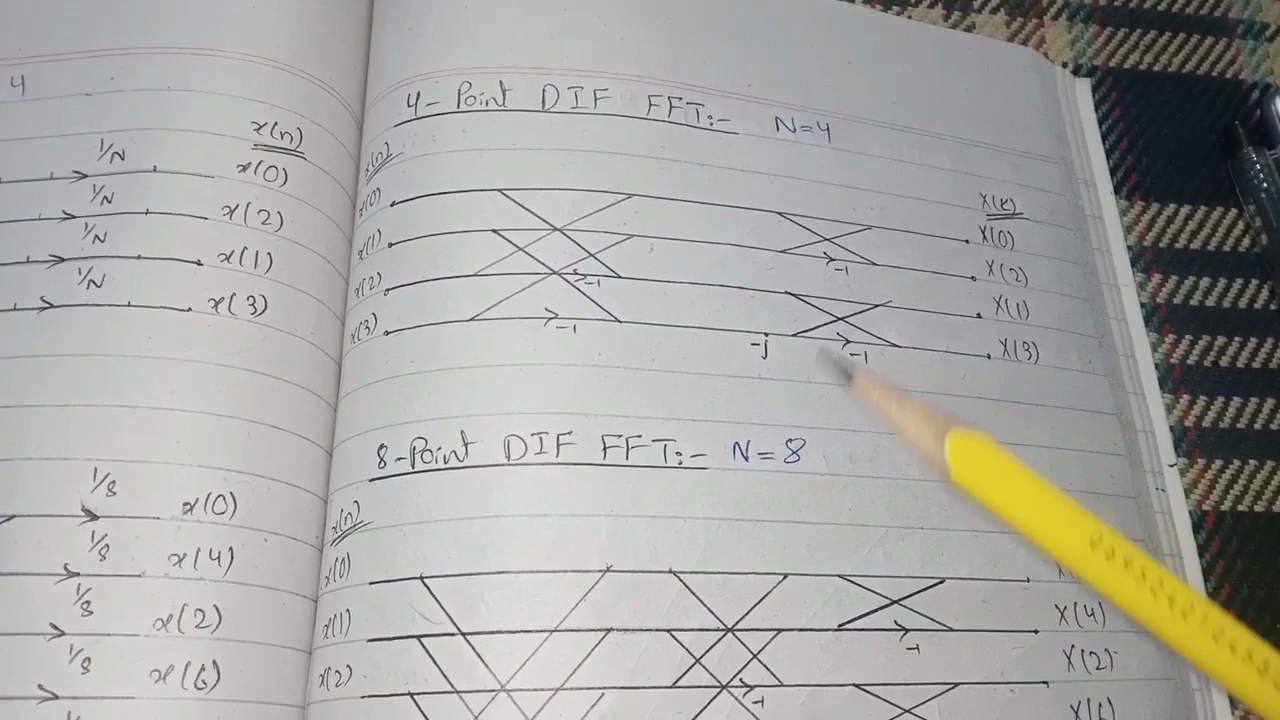 4
x(n)
1/N x(0)
1/N x(2)
1/N x(1)
1/N x(3)
1/8 x(0)
1/8 x(4)
1/8 x(2)
1/8 x(6)
4-Point DIF FFT:- N=4
x(n) X(k)
x(0) X(0)
x(1) -1 X(2)
x(2) -1 X(1)
x(3) -1 -j -1 X(3)
8-Point DIF FFT:- N=8
x(n)
x(0)
x(1) -1 X(4)
x(2) -1 X(2)
X(6)